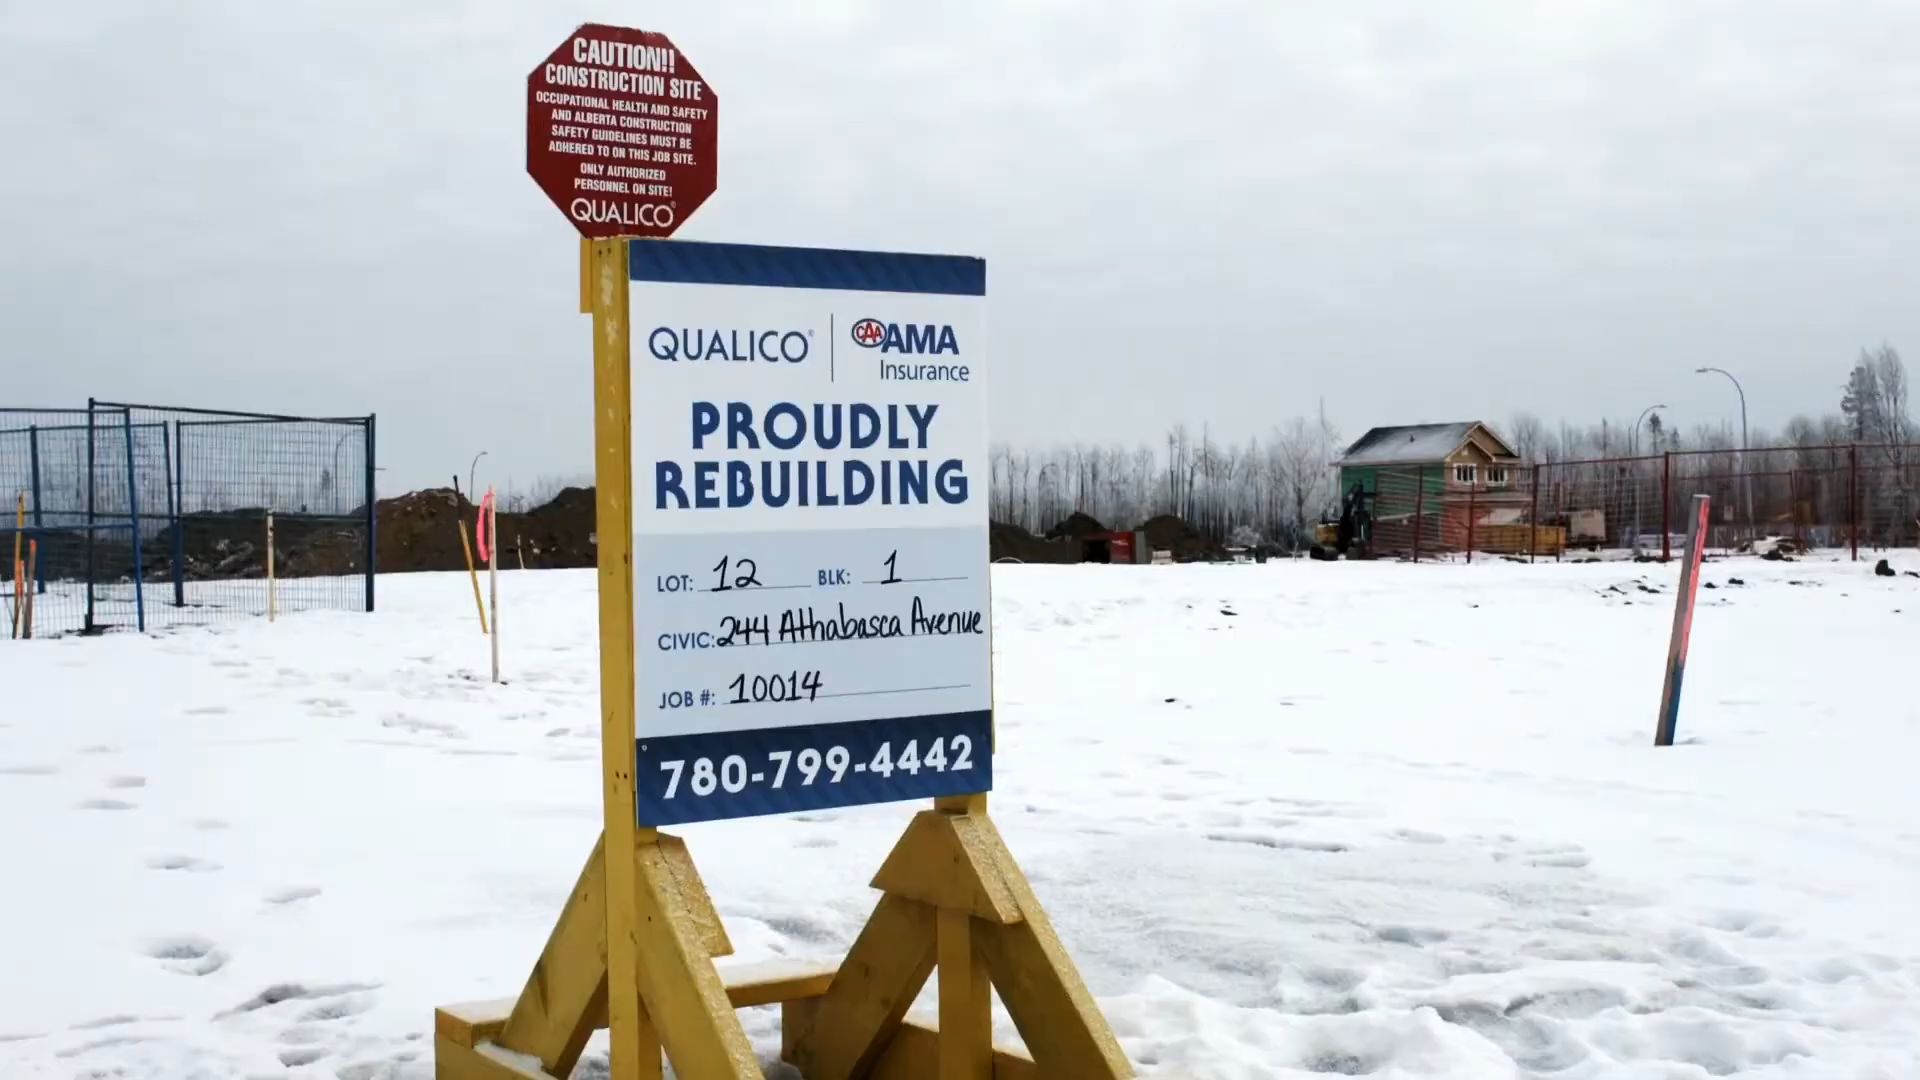 CAUTION!!
CONSTRUCTION SITE
OCCUPATIONAL HEALTH AND SAFETY
AND ALBERTA CONSTRUCTION
SAFETY GUIDELINES MUST BE
ADHERED TO ON THIS JOB SITE.
ONLY AUTHORIZED
PERSONNEL ON SITE!
QUALICO®
QUALICO® CAA AMA
Insurance
PROUDLY
REBUILDING
LOT: 12 BLK: 1
CIVIC: 244 Athabasca Avenue
JOB #: 10014
780-799-4442